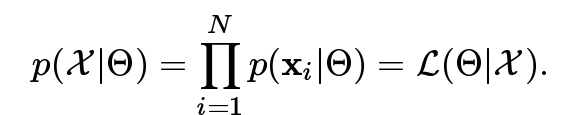 p(𝒳|Θ) = ∏_{i=1}^{N} p(𝐱_i|Θ) = ℒ(Θ|𝒳).